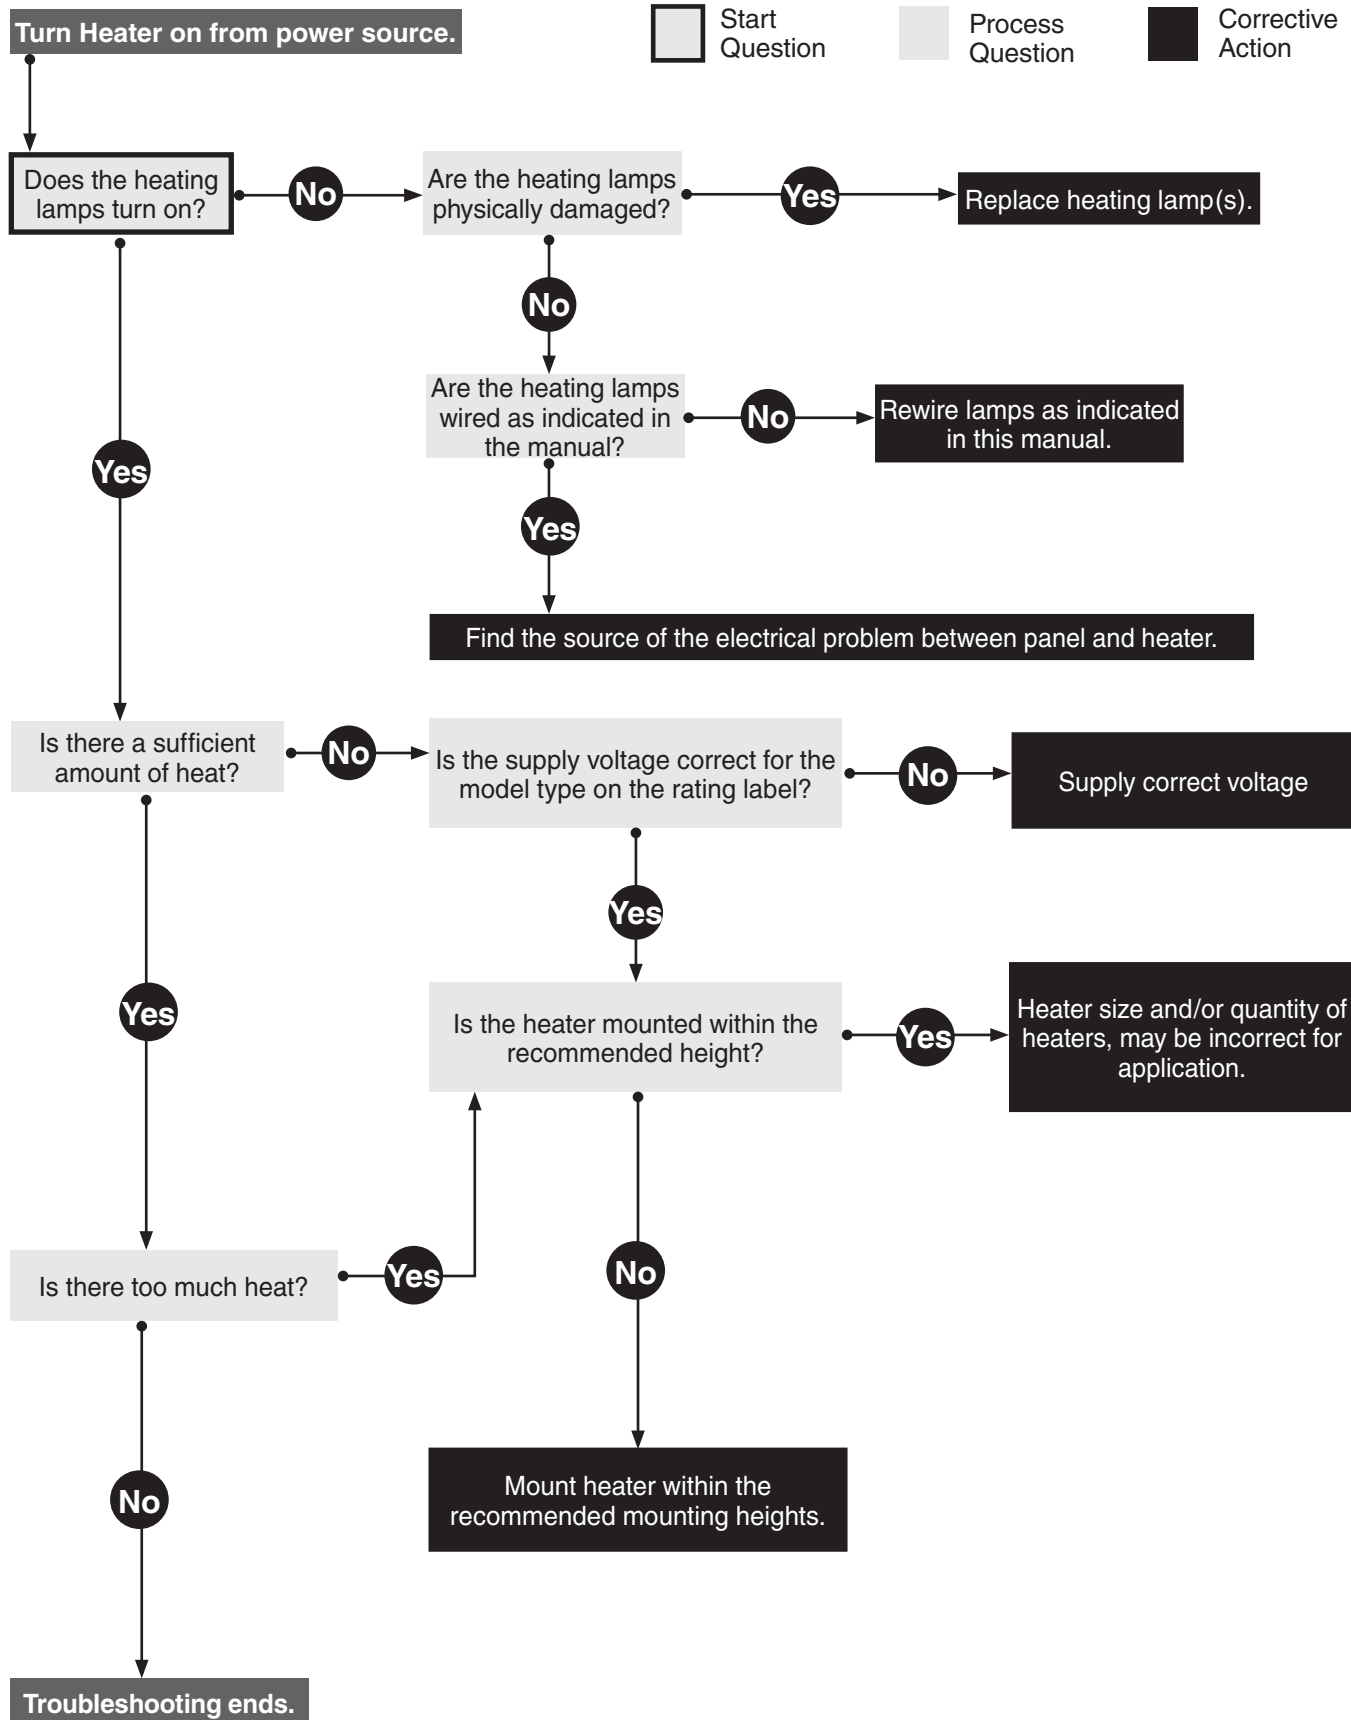 Turn Heater on from power source.
Start
Question
Process
Question
Corrective
Action
Does the heating
lamps turn on?
No
Are the heating lamps
physically damaged?
Yes
Replace heating lamp(s).
No
Are the heating lamps
wired as indicated in
the manual?
No
Rewire lamps as indicated
in this manual.
Yes
Yes
Find the source of the electrical problem between panel and heater.
Is there a sufficient
amount of heat?
No
Is the supply voltage correct for the
model type on the rating label?
No
Supply correct voltage
Yes
Yes
Is the heater mounted within the
recommended height?
Yes
Heater size and/or quantity of
heaters, may be incorrect for
application.
Is there too much heat?
Yes
No
Mount heater within the
recommended mounting heights.
No
Troubleshooting ends.